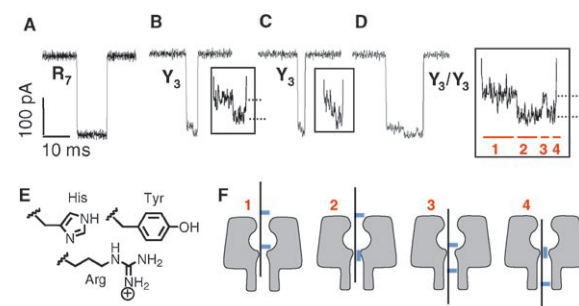 A
B
C
D
R7
Y3
Y3
Y3/Y3
100 pA
10 ms
1 2 3 4
E
His
NH
N
Tyr
OH
Arg
H
N
NH2
NH2
⊕
F
1
2
3
4